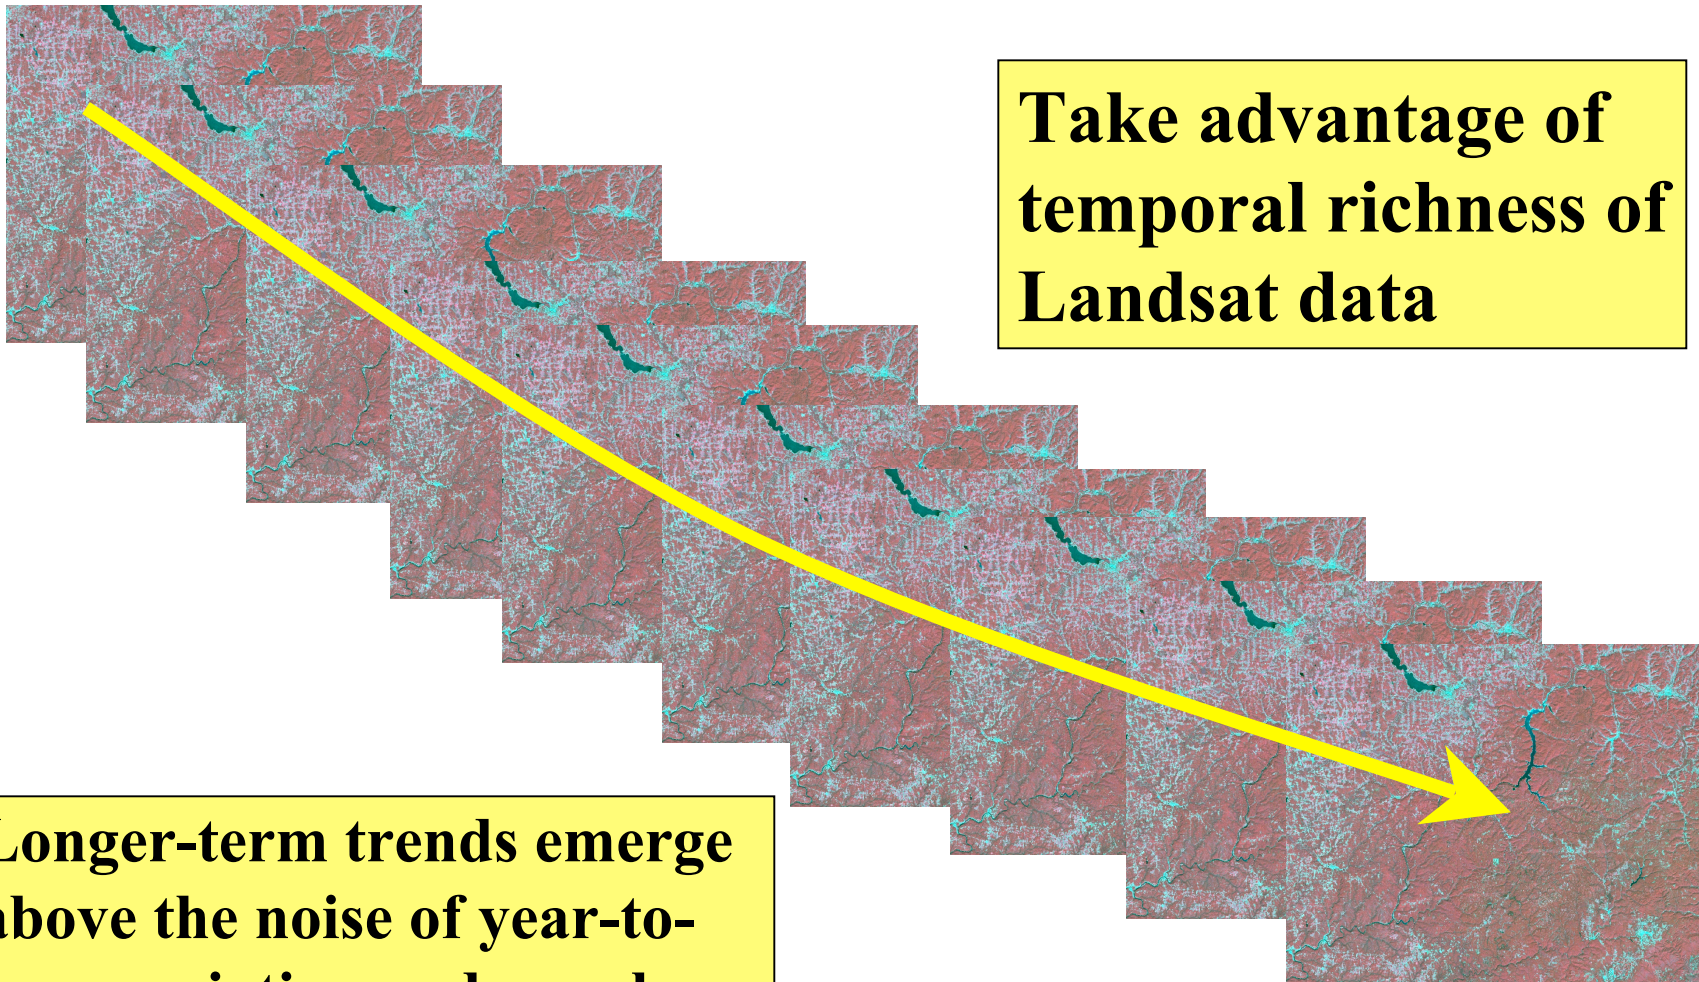 Take advantage of
temporal richness of
Landsat data
Longer-term trends emerge
above the noise of year-to-